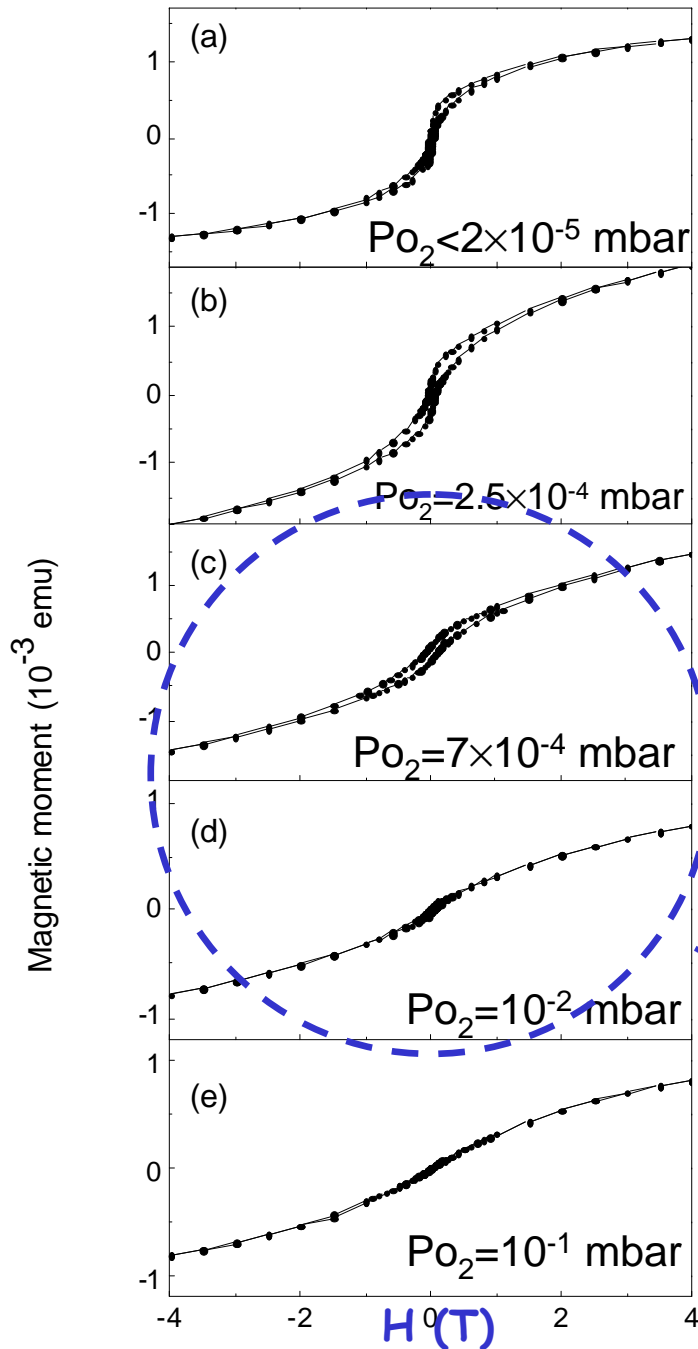 (a)
1
0
-1
Po₂<2×10⁻⁵ mbar
(b)
1
0
-1
Po₂=2.5×10⁻⁴ mbar
(c)
1
0
-1
Po₂=7×10⁻⁴ mbar
1
(d)
0
-1
Po₂=10⁻² mbar
1
(e)
0
-1
Po₂=10⁻¹ mbar
-4 -2 0 2 4
H (T)
Magnetic moment (10⁻³ emu)